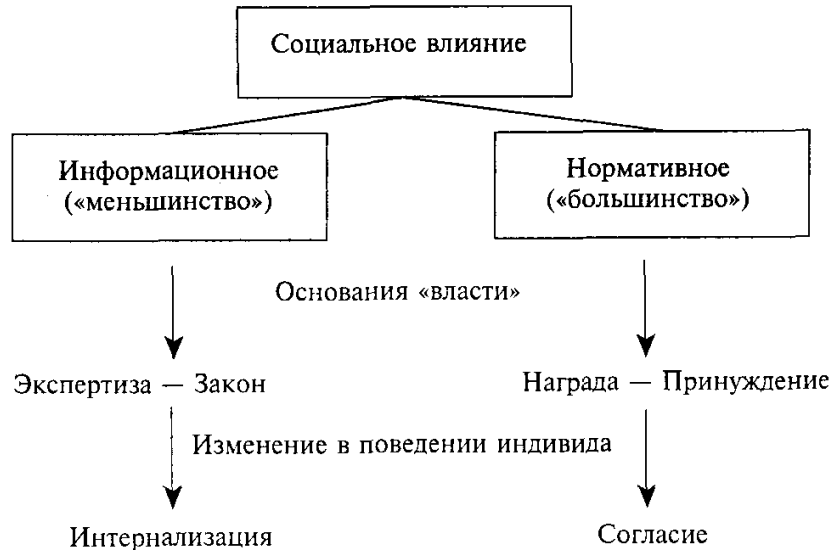 Социальное влияние
Информационное
(«меньшинство»)
Нормативное
(«большинство»)
Основания «власти»
Экспертиза — Закон
Награда — Принуждение
Изменение в поведении индивида
Интернализация
Согласие